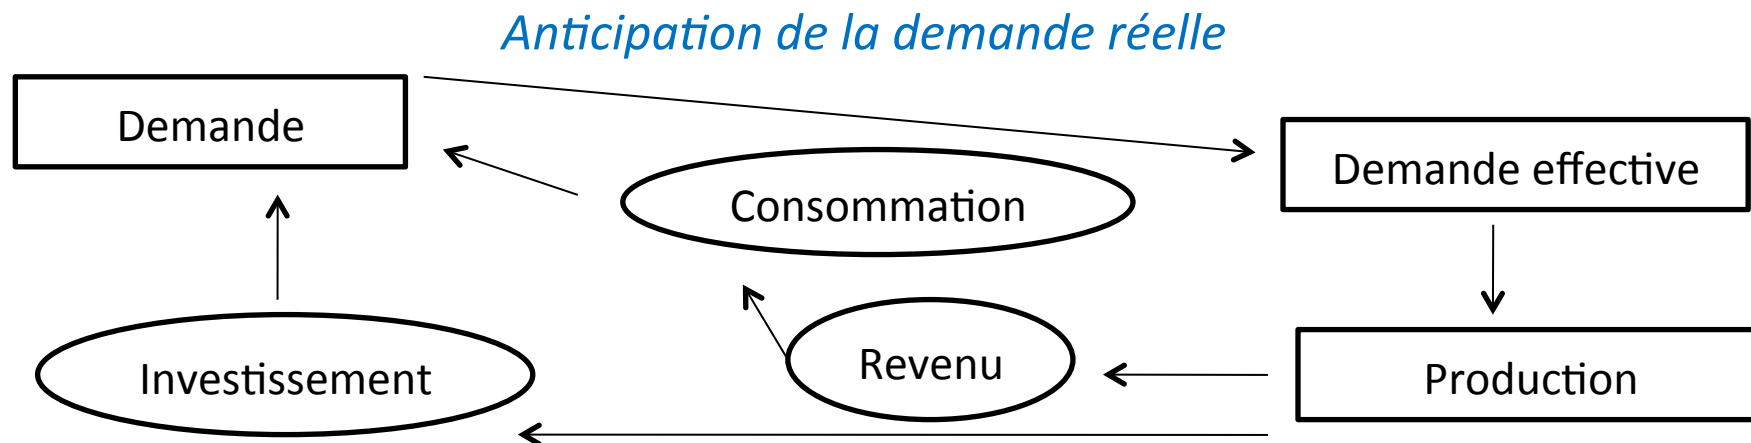 Anticipation de la demande réelle
Demande
Demande effective
Consommation
Investissement
Revenu
Production